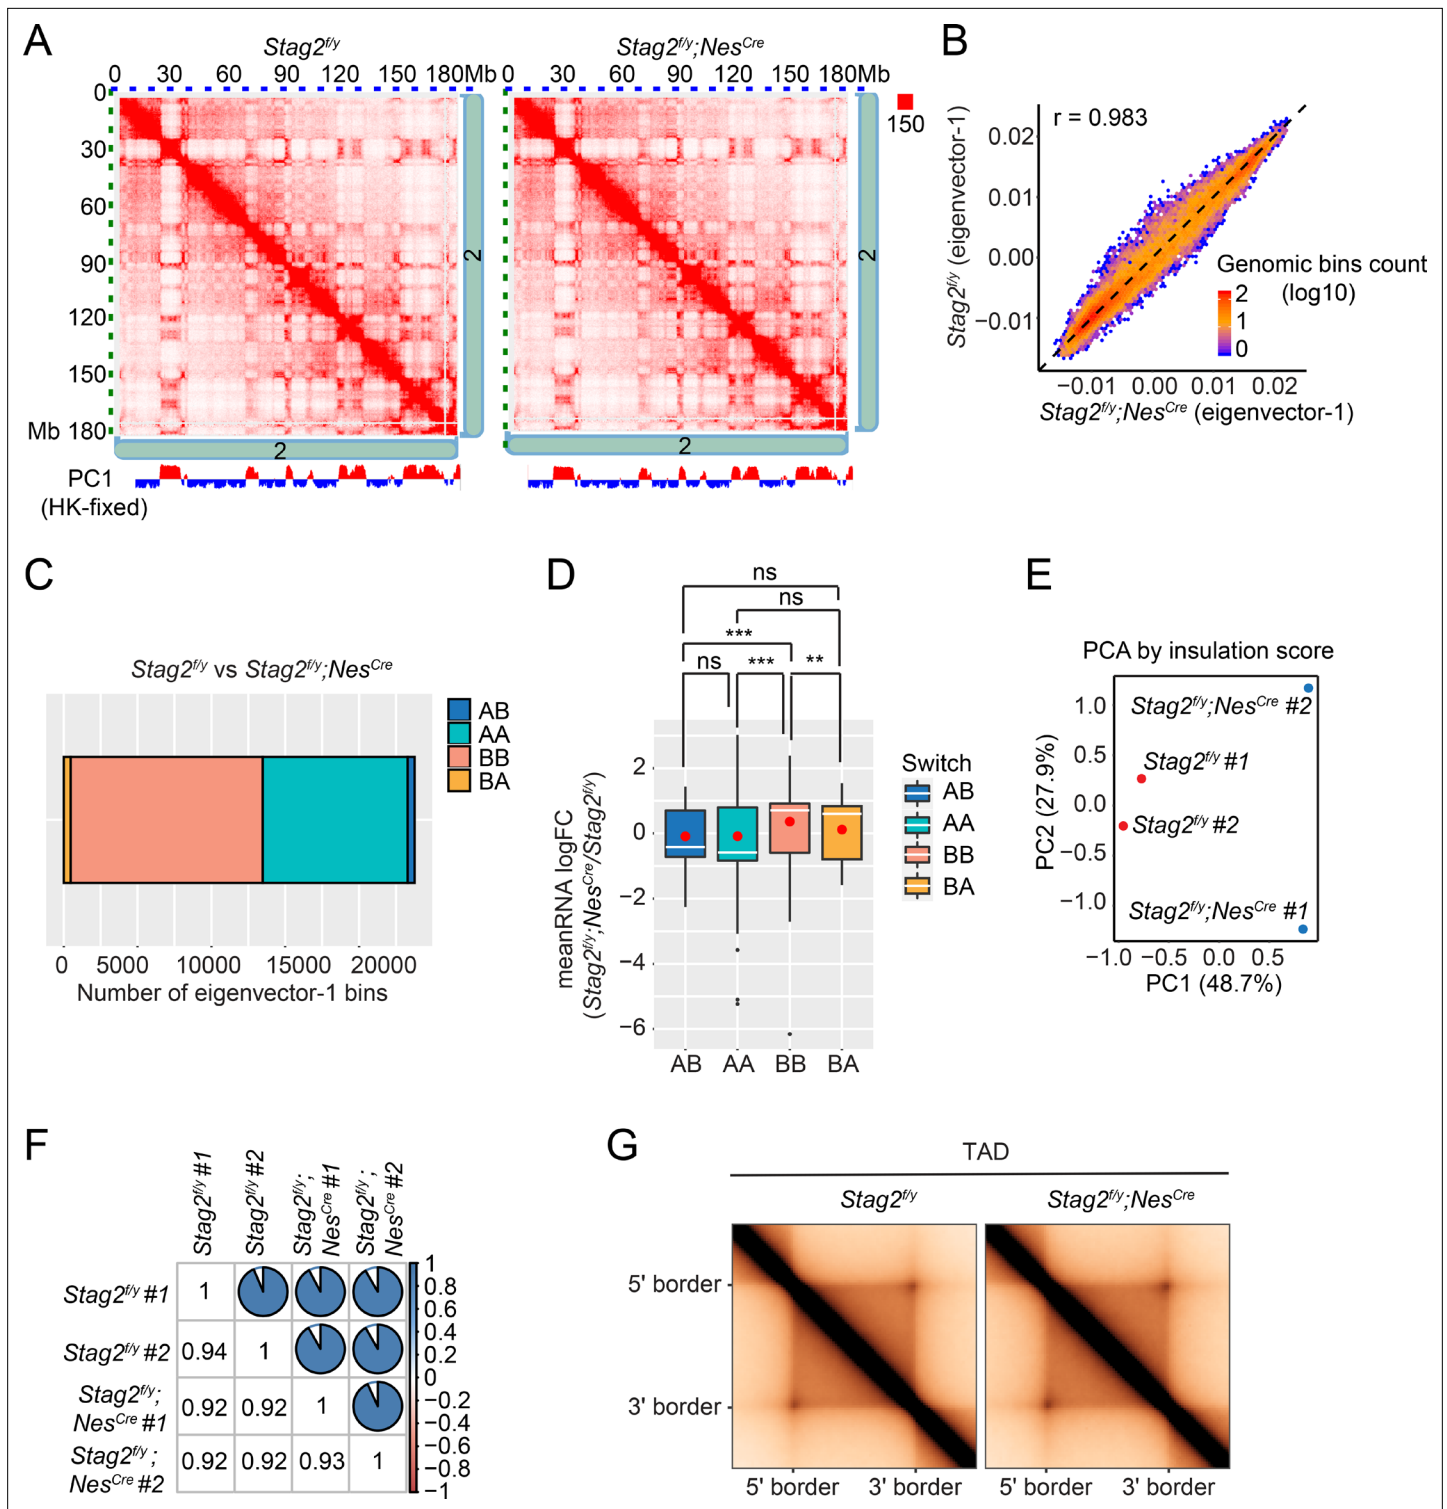 A
Stag2f/y
Stag2f/y;NesCre
0 30 60 90 120 150 180Mb
0 30 60 90 120 150 180Mb
0
30
60
90
120
150
Mb 180
2
2
2
2
150
PC1
(HK-fixed)
B
r = 0.983
Stag2f/y (eigenvector-1)
0.02
0.01
0.00
−0.01
−0.01 0.00 0.01 0.02
Stag2f/y;NesCre (eigenvector-1)
Genomic bins count
(log10)
2
1
0
C
Stag2f/y vs Stag2f/y;NesCre
AB
AA
BB
BA
0 5000 10000 15000 20000
Number of eigenvector-1 bins
D
ns
ns
***
ns *** **
meanRNA logFC
(Stag2f/y;NesCre/Stag2f/y)
2
0
−2
−4
−6
AB AA BB BA
Switch
AB
AA
BB
BA
E
PCA by insulation score
PC2 (27.9%)
1.0
0.5
0.0
−0.5
−1.0
Stag2f/y;NesCre #2
Stag2f/y #1
Stag2f/y #2
Stag2f/y;NesCre #1
−1.0 −0.5 0.0 0.5
PC1 (48.7%)
F
Stag2f/y #1
Stag2f/y #2
Stag2f/y;
NesCre #1
Stag2f/y;
NesCre #2
Stag2f/y #1
1
Stag2f/y #2
0.94 1
Stag2f/y;
NesCre #1
0.92 0.92 1
Stag2f/y;
NesCre #2
0.92 0.92 0.93 1
1
0.8
0.6
0.4
0.2
0
−0.2
−0.4
−0.6
−0.8
−1
G
TAD
Stag2f/y
Stag2f/y;NesCre
5' border
3' border
5' border 3' border
5' border 3' border